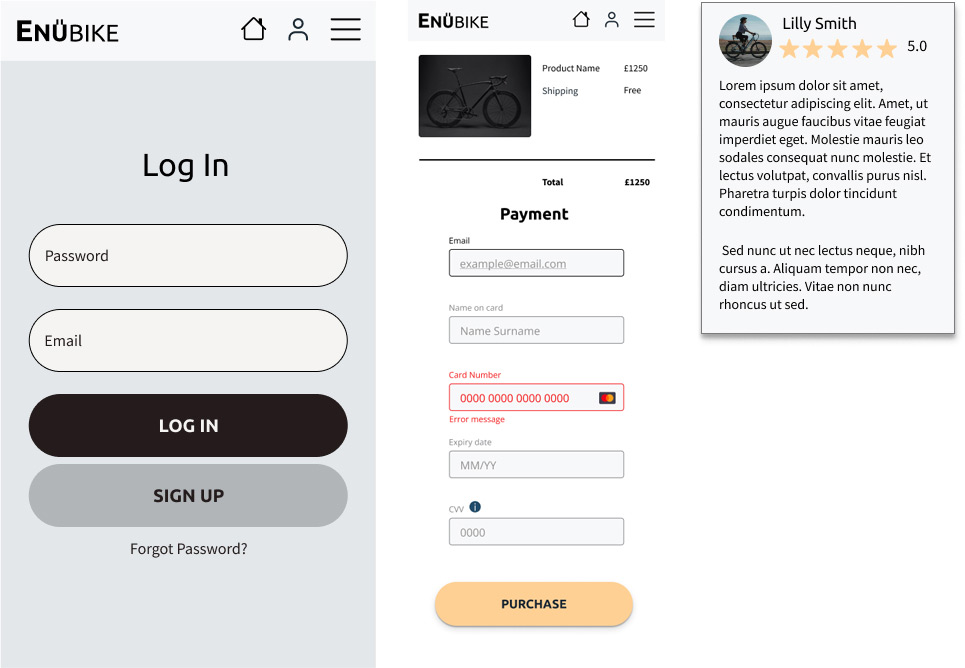 ENÜBIKE
Log In
Password
Email
LOG IN
SIGN UP
Forgot Password?
ENÜBIKE
Product Name £1250
Shipping Free
Total £1250
Payment
Email
example@email.com
Name on card
Name Surname
Card Number
0000 0000 0000 0000
Error message
Expiry date
MM/YY
CVV i
0000
PURCHASE
Lilly Smith
5.0
Lorem ipsum dolor sit amet,
consectetur adipiscing elit. Amet, ut
mauris augue faucibus vitae feugiat
imperdiet eget. Molestie mauris leo
sodales consequat nunc molestie. Et
lectus volutpat, convallis purus nisl.
Pharetra turpis dolor tincidunt
condimentum.
Sed nunc ut nec lectus neque, nibh
cursus a. Aliquam tempor non nec,
diam ultricies. Vitae non nunc
rhoncus ut sed.